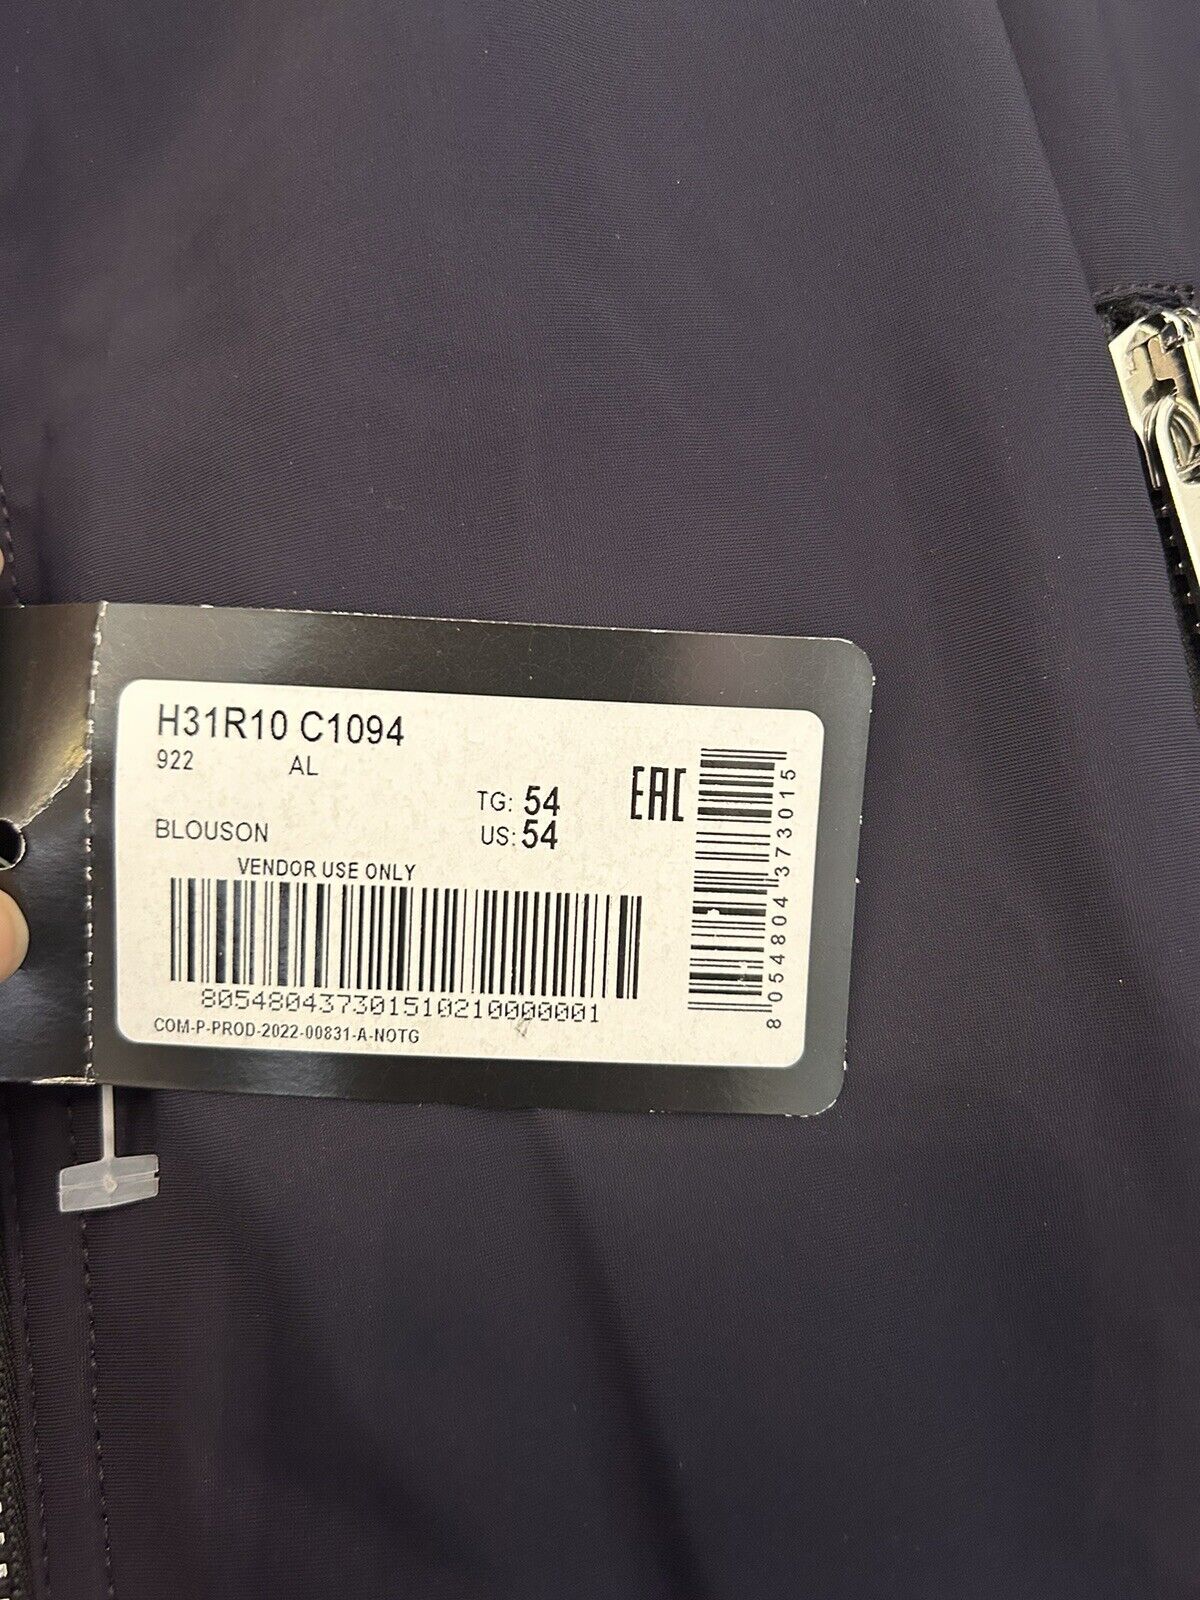 H31R10 C1094
922 AL
TG: 54
BLOUSON US: 54
EAC
VENDOR USE ONLY
805480437301510210000001
COM-P-PROD-2022-00831-A-NOTG
8 054804 373015